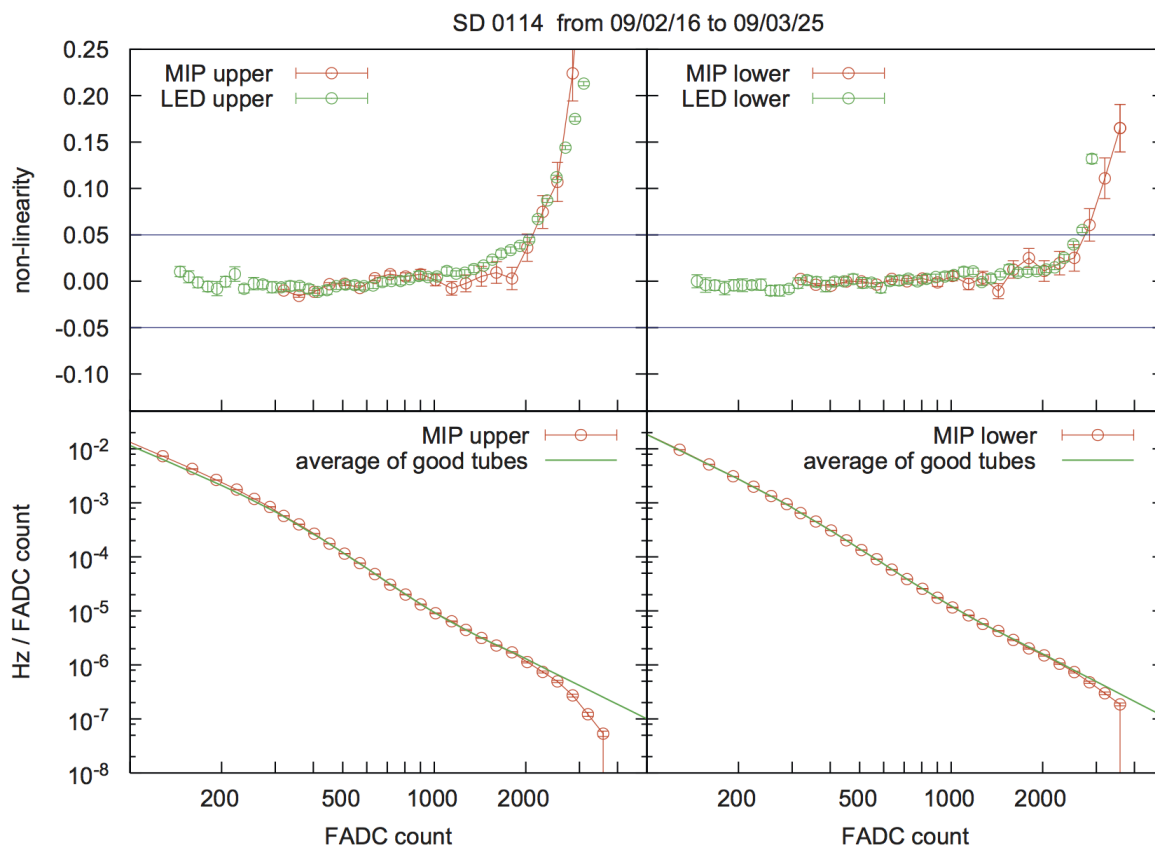 SD 0114 from 09/02/16 to 09/03/25
non-linearity
0.25
0.20
0.15
0.10
0.05
0.00
-0.05
-0.10
MIP upper
LED upper
MIP lower
LED lower
Hz / FADC count
10-2
10-3
10-4
10-5
10-6
10-7
10-8
MIP upper
average of good tubes
MIP lower
average of good tubes
200 500 1000 2000
200 500 1000 2000
FADC count
FADC count